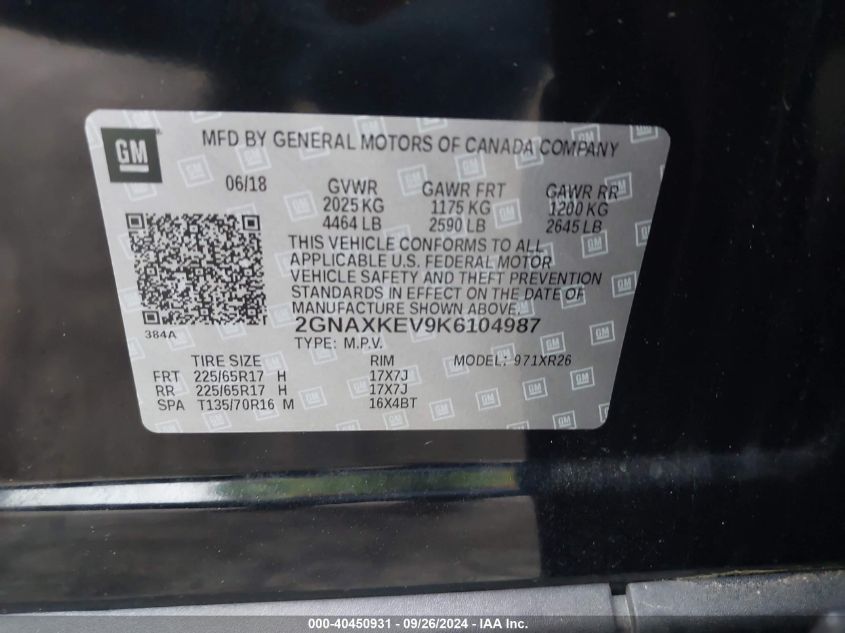 GM
MFD BY GENERAL MOTORS OF CANADA COMPANY
06/18 GVWR GAWR FRT GAWR RR
2025 KG 1175 KG 1200 KG
4464 LB 2590 LB 2645 LB
THIS VEHICLE CONFORMS TO ALL
APPLICABLE U.S. FEDERAL MOTOR
VEHICLE SAFETY AND THEFT PREVENTION
STANDARDS IN EFFECT ON THE DATE OF
MANUFACTURE SHOWN ABOVE.
384A 2GNAXKEV9K6104987
TYPE: M.P.V.
TIRE SIZE RIM MODEL: 971XR26
FRT 225/65R17 H 17X7J
RR 225/65R17 H 17X7J
SPA T135/70R16 M 16X4BT
000-40450931 - 09/26/2024 - IAA Inc.